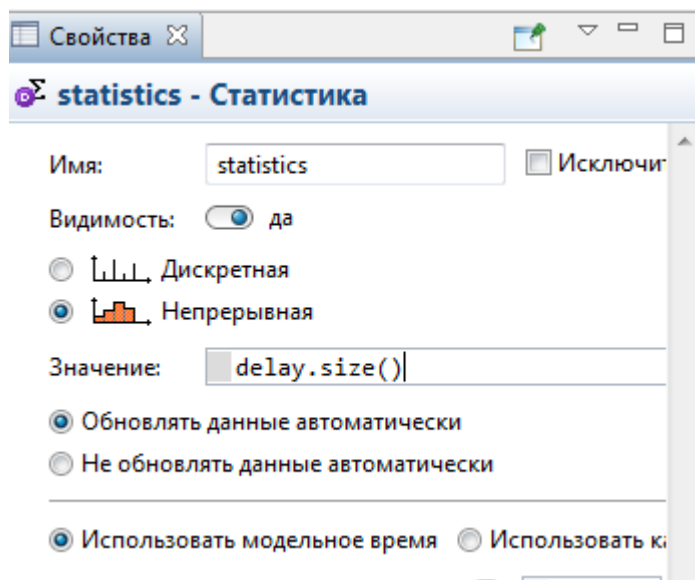 Свойства
statistics - Статистика
Имя: statistics Исключит
Видимость: да
Дискретная
Непрерывная
Значение: delay.size()
Обновлять данные автоматически
Не обновлять данные автоматически
Использовать модельное время Использовать ка